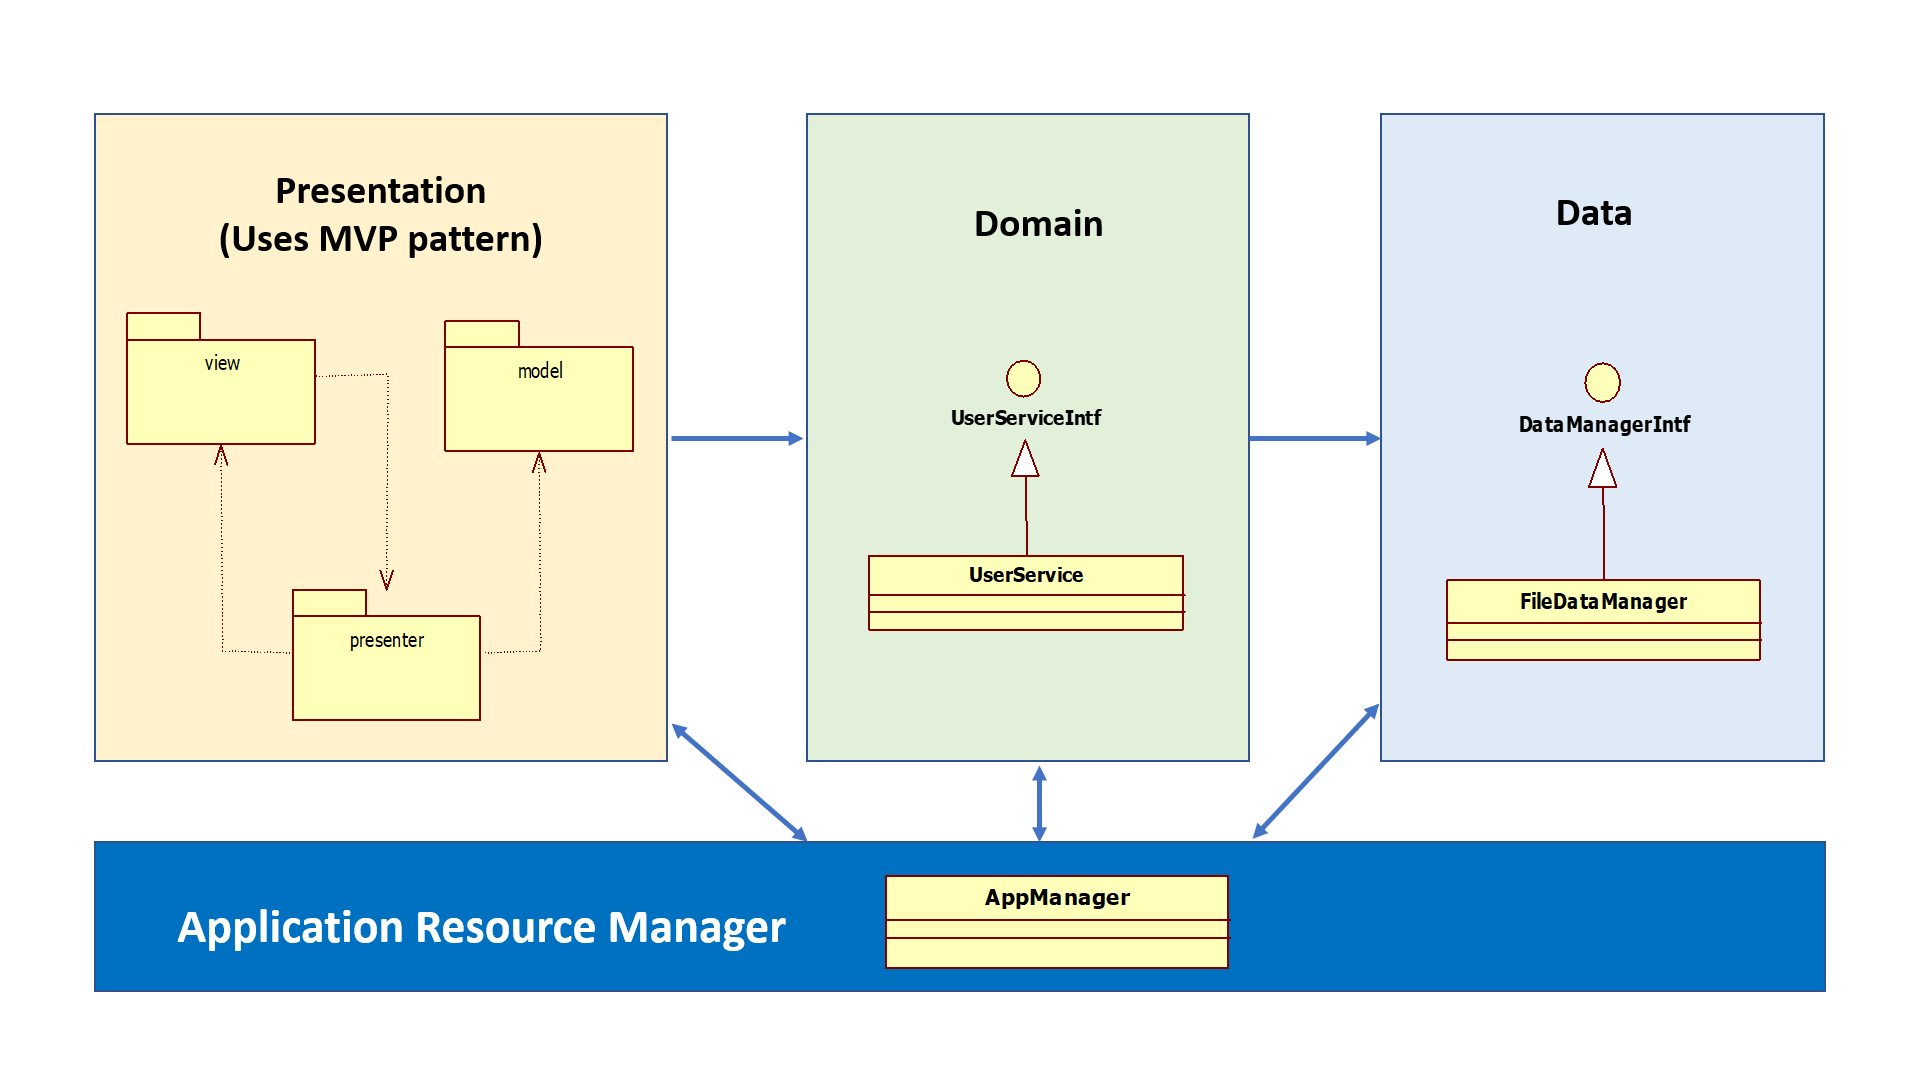 Presentation
(Uses MVP pattern)
view
model
presenter
Domain
UserServiceIntf
UserService
Data
DataManagerIntf
FileDataManager
Application Resource Manager
AppManager